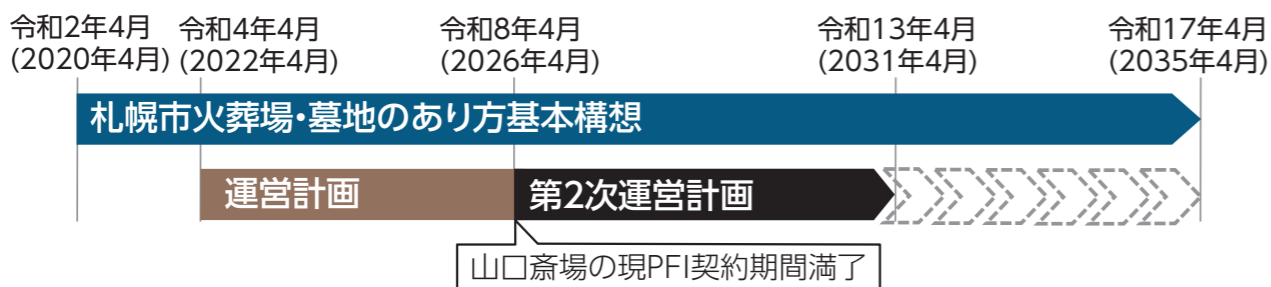 令和2年4月
(2020年4月)
令和4年4月
(2022年4月)
令和8年4月
(2026年4月)
令和13年4月
(2031年4月)
令和17年4月
(2035年4月)
札幌市火葬場・墓地のあり方基本構想
運営計画
第2次運営計画
山口斎場の現PFI契約期間満了